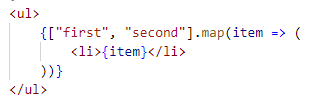 <ul>
    {["first", "second"].map(item => (
        <li>{item}</li>
    ))}
</ul>